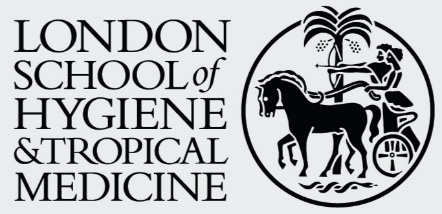 LONDON
SCHOOL of
HYGIENE
&TROPICAL
MEDICINE